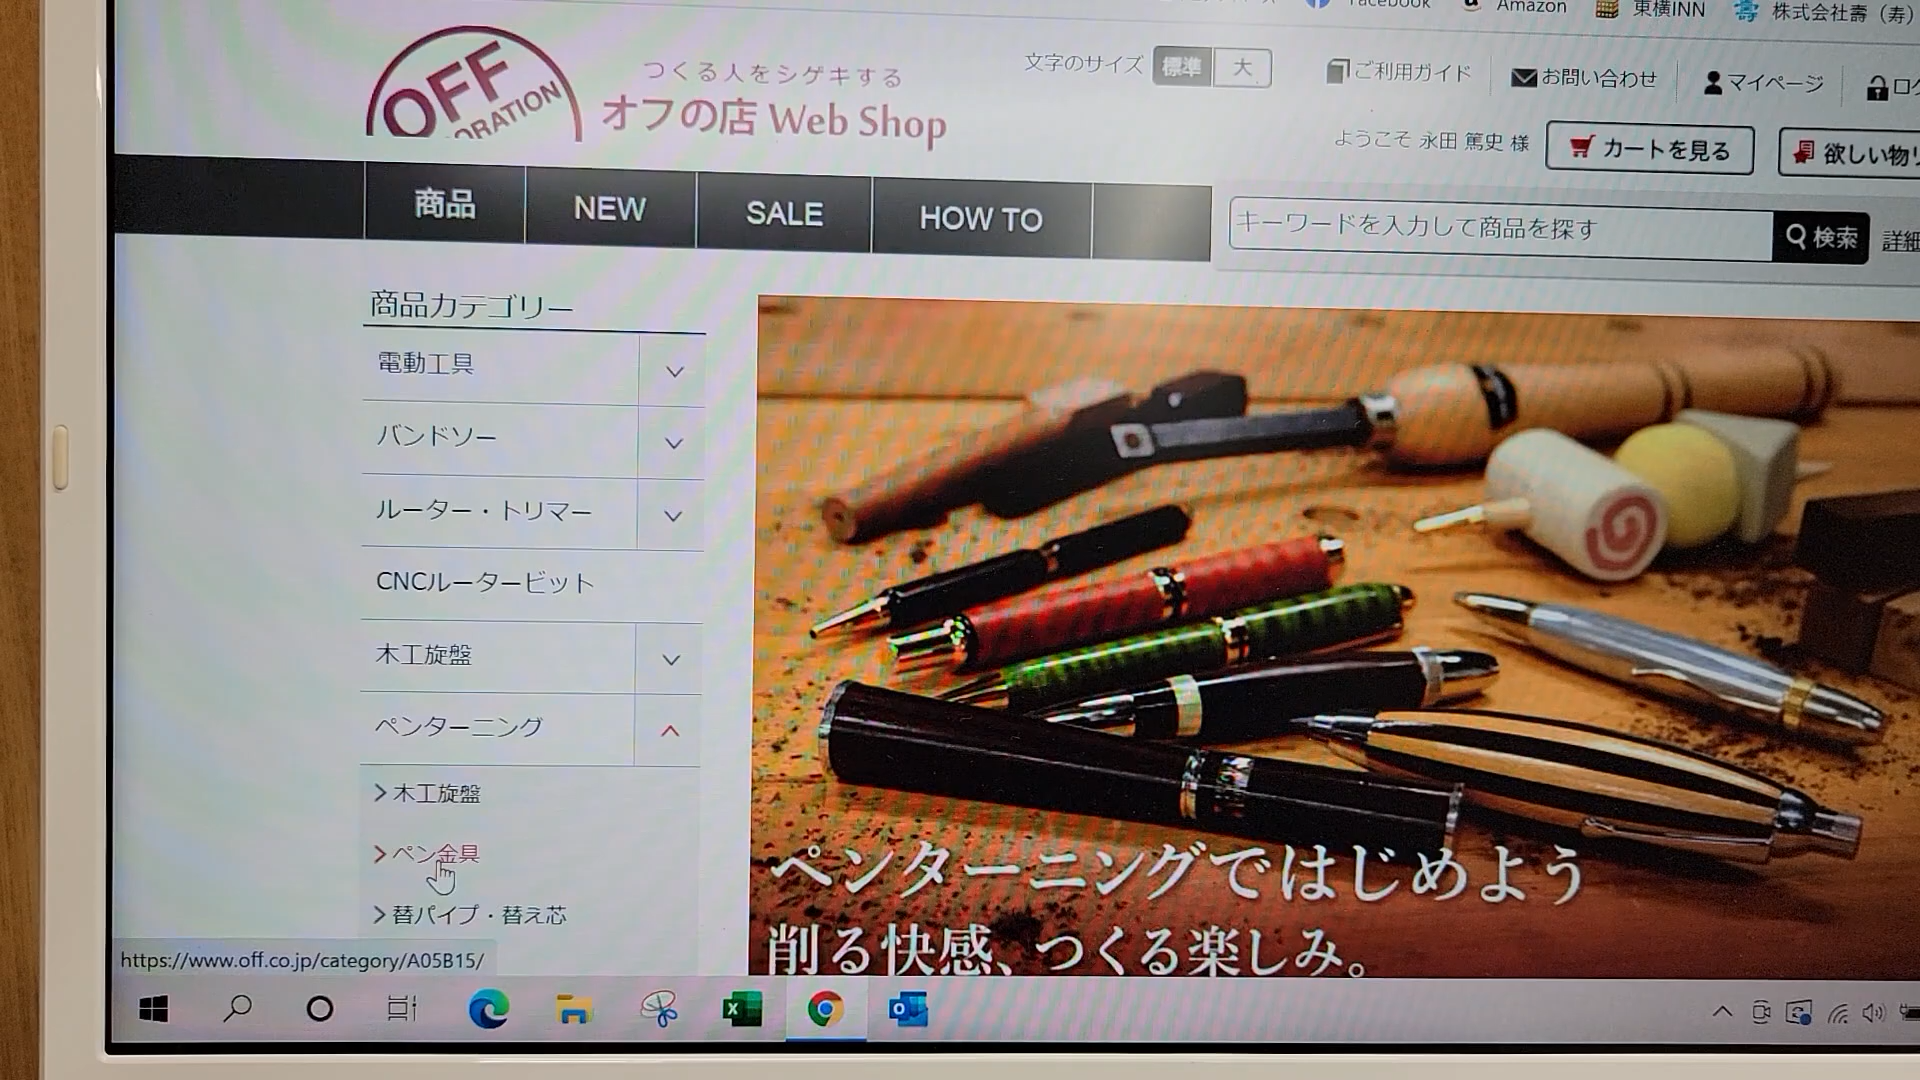 Facebook
Amazon
東横INN
株式会社壽（寿）
OFF
ORATION
つくる人をシゲキする
オフの店 Web Shop
文字のサイズ 標準 大
ご利用ガイド
お問い合わせ
マイページ
ようこそ 永田 篤史 様
カートを見る
欲しい物
商品
NEW
SALE
HOW TO
キーワードを入力して商品を探す
検索
詳細
商品カテゴリー
電動工具
バンドソー
ルーター・トリマー
CNCルータービット
木工旋盤
ペンターニング
木工旋盤
ペン金具
替パイプ・替え芯
ペンターニングではじめよう
削る快感、つくる楽しみ。
https://www.off.co.jp/category/A05B15/